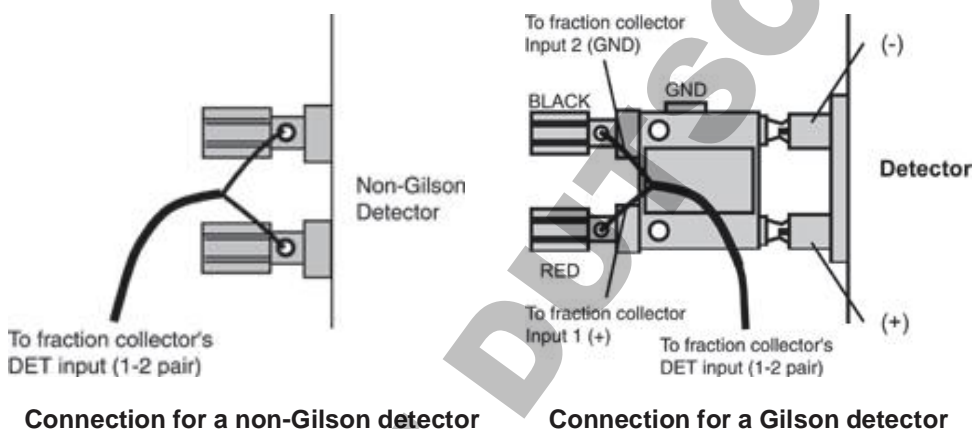 Non-Gilson
Detector
To fraction collector's
DET input (1-2 pair)
Connection for a non-Gilson detector
To fraction collector
Input 2 (GND)
(-)
BLACK
GND
Detector
RED
To fraction collector
Input 1 (+)
(+)
To fraction collector's
DET input (1-2 pair)
Connection for a Gilson detector